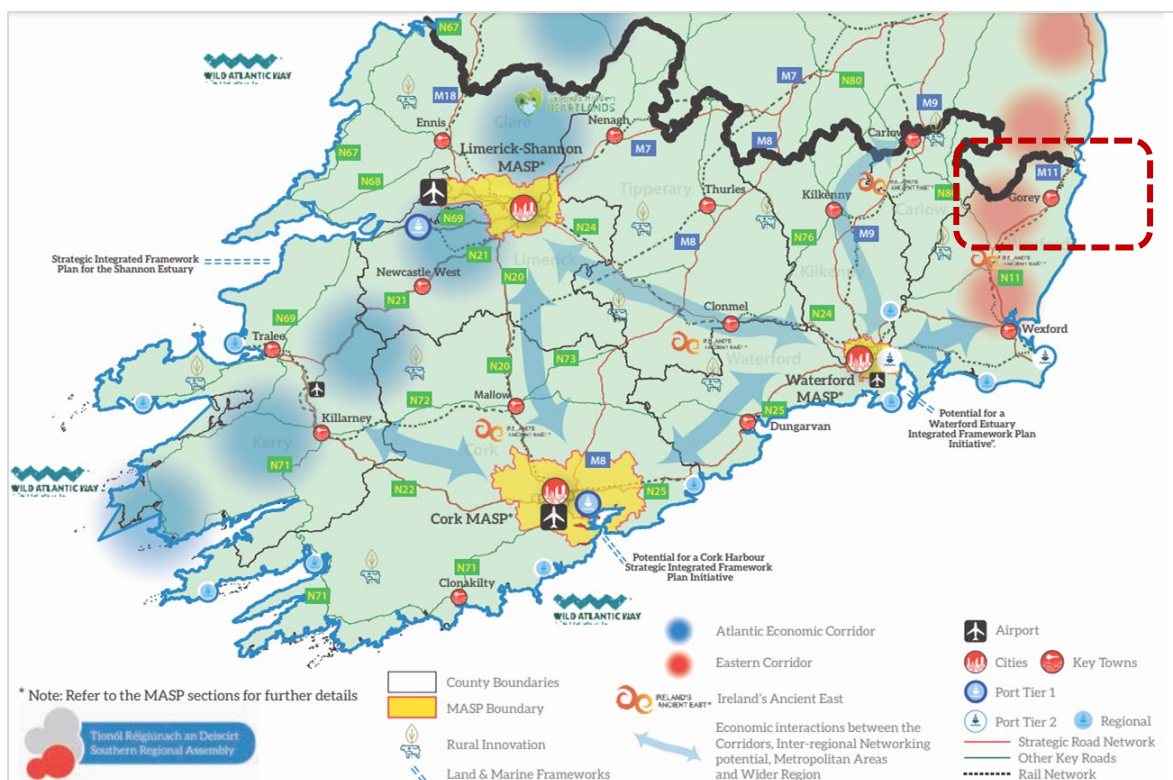 N67
WILD ATLANTIC WAY
M7
N80
M18
M9
HEARTLANDS
Clare
Ennis
Nenagh
Carlow
M8
Limerick-Shannon
MASP*
M7
N67
M11
N68
Tipperary
Thurles
Kilkenny
Carlow
Gorey
N69
N24
N76
M9
M8
Strategic Integrated Framework
Plan for the Shannon Estuary
N21
Limerick
N20
Kilkenny
Newcastle West
N11
N21
Clonmel
N24
N69
Wexford
Tralee
N20
N73
Waterford
Waterford
MASP*
Mallow
N72
N25
Killarney
Dungarvan
Potential for a
Waterford Estuary
Integrated Framework Plan
Initiative".
Kerry
Cork
M8
N71
WILD ATLANTIC WAY
N22
N25
Cork MASP*
Potential for a Cork Harbour
Strategic Integrated Framework
Plan Initiative
N71
Clonakilty
N71
WILD ATLANTIC WAY
Atlantic Economic Corridor
Airport
Eastern Corridor
Cities
Key Towns
* Note: Refer to the MASP sections for further details
County Boundaries
MASP Boundary
IRELAND'S
ANCIENT EAST
Ireland's Ancient East
Port Tier 1
Port Tier 2
Regional
Tionól Réigiúnach an Deiscirt
Southern Regional Assembly
Rural Innovation
Economic interactions between the
Corridors, Inter-regional Networking
potential, Metropolitan Areas
and Wider Region
Strategic Road Network
Other Key Roads
Land & Marine Frameworks
Rail Network